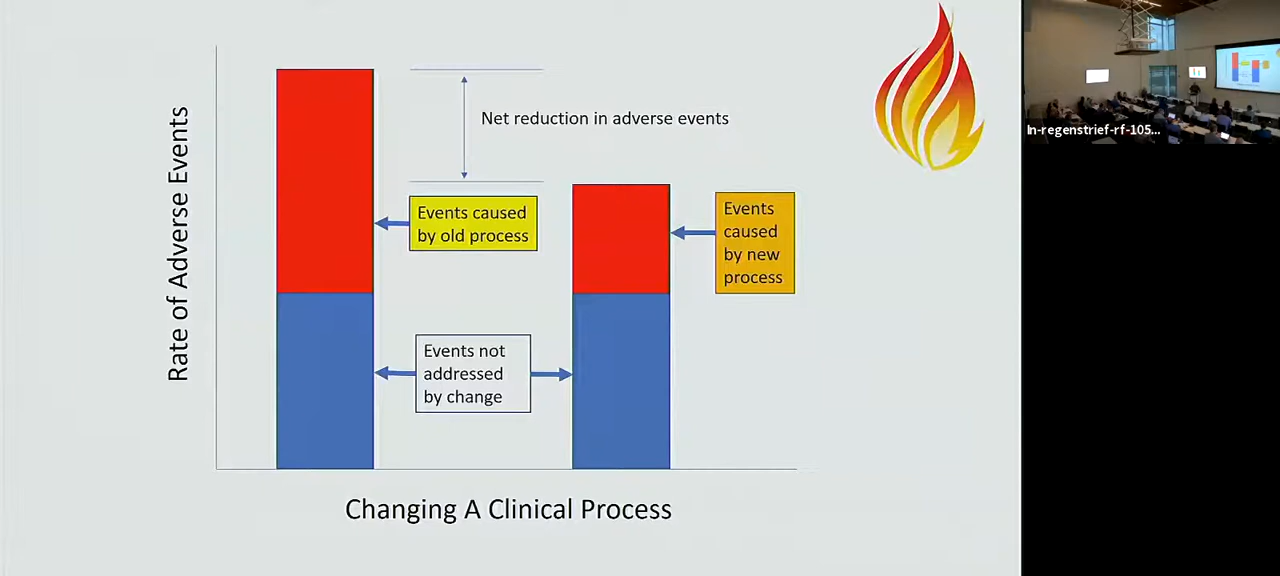 Rate of Adverse Events
Net reduction in adverse events
Events caused
by old process
Events
caused
by new
process
Events not
addressed
by change
Changing A Clinical Process
In-regenstrief-rf-105...